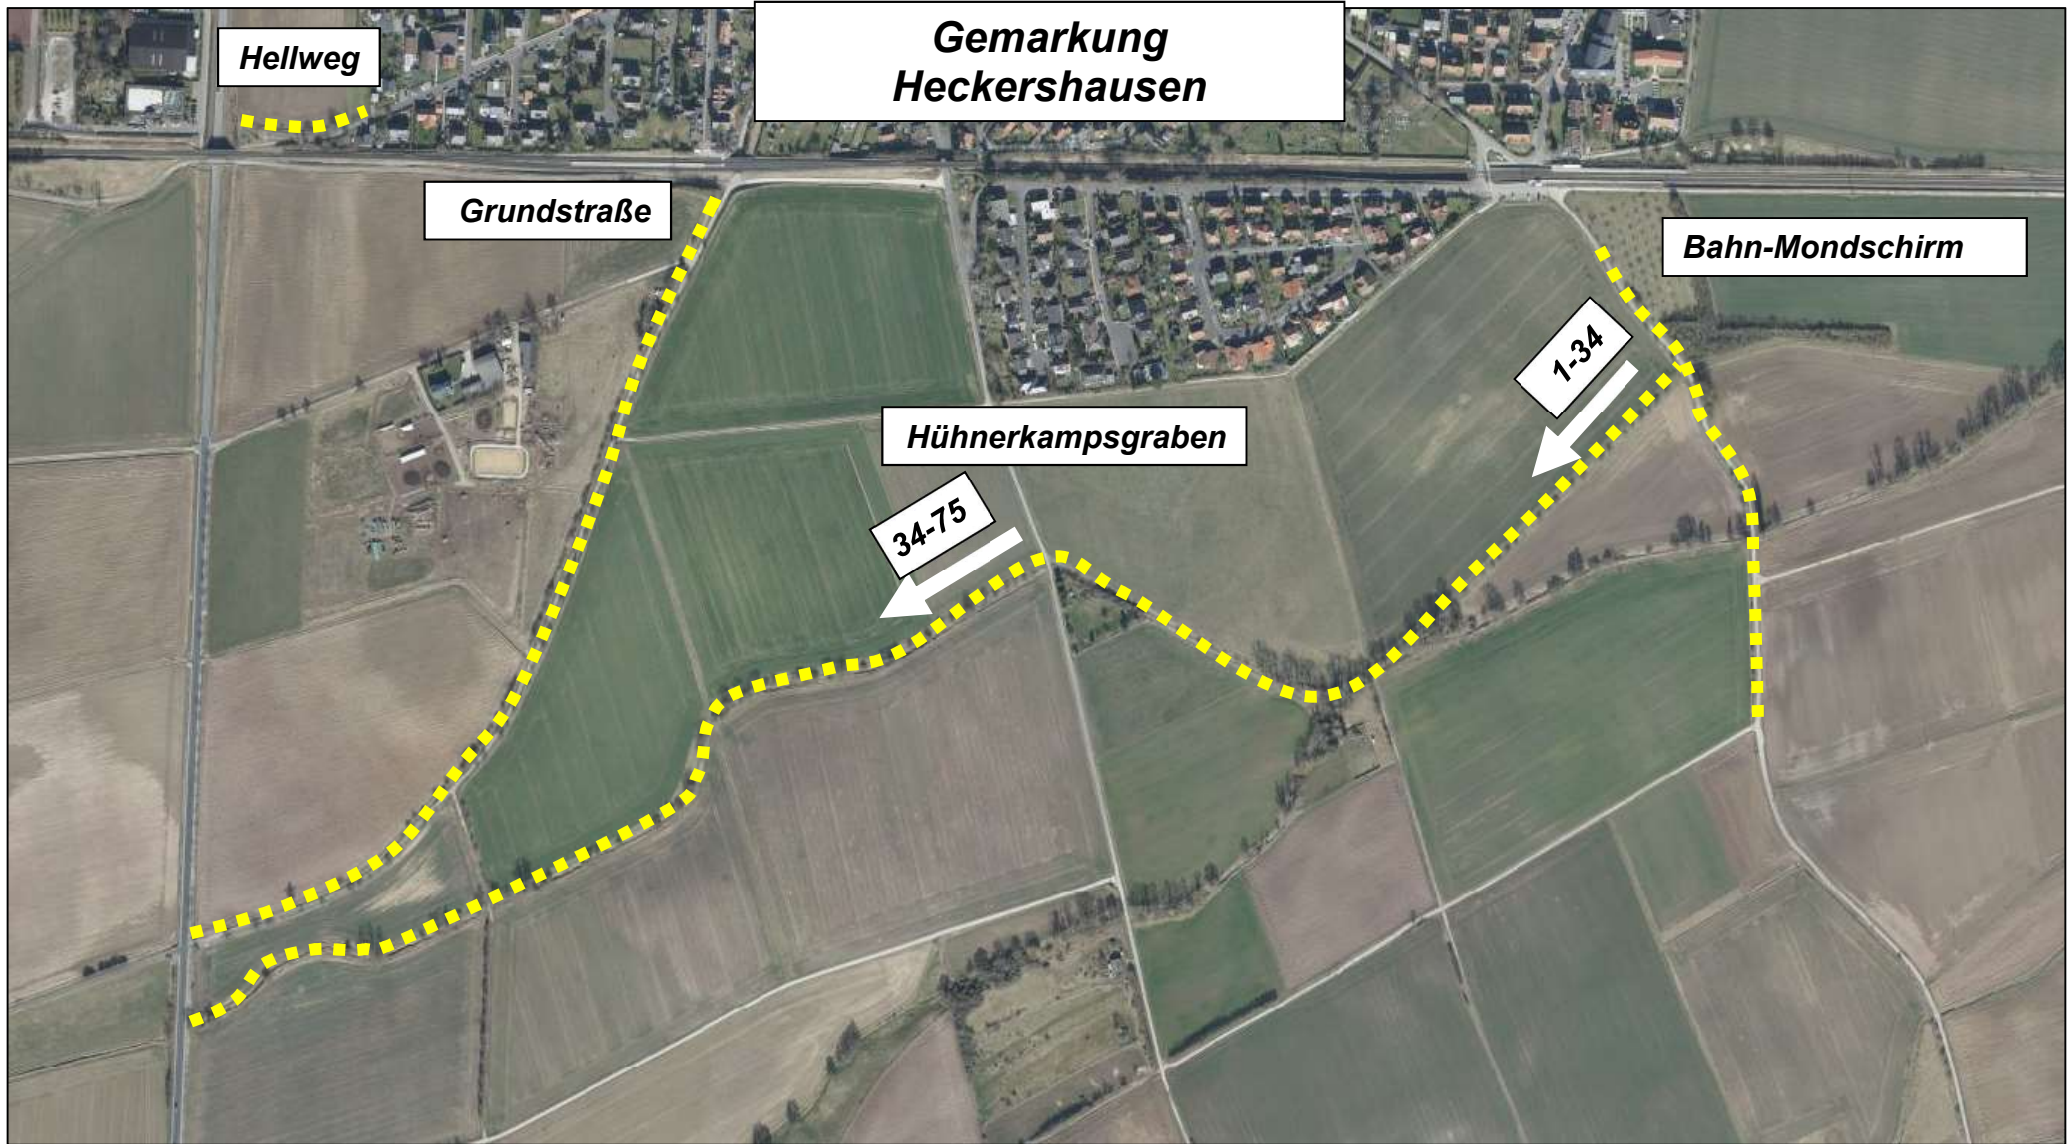 Gemarkung
Heckershausen
Hellweg
Grundstraße
Bahn-Mondschirm
1-34
Hühnerkampsgraben
34-75